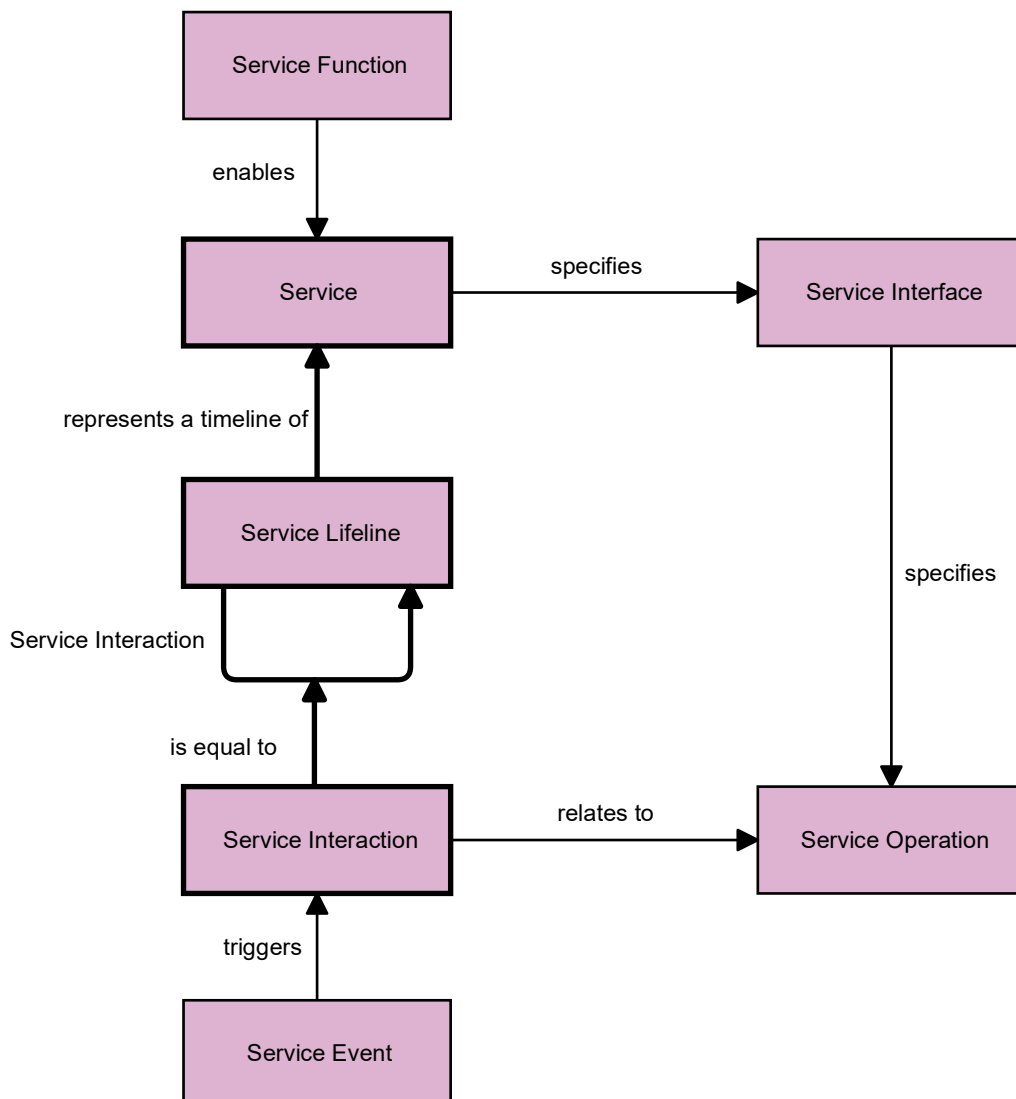 Service Function
enables
Service
specifies
Service Interface
represents a timeline of
Service Lifeline
specifies
Service Interaction
is equal to
Service Interaction
relates to
Service Operation
triggers
Service Event